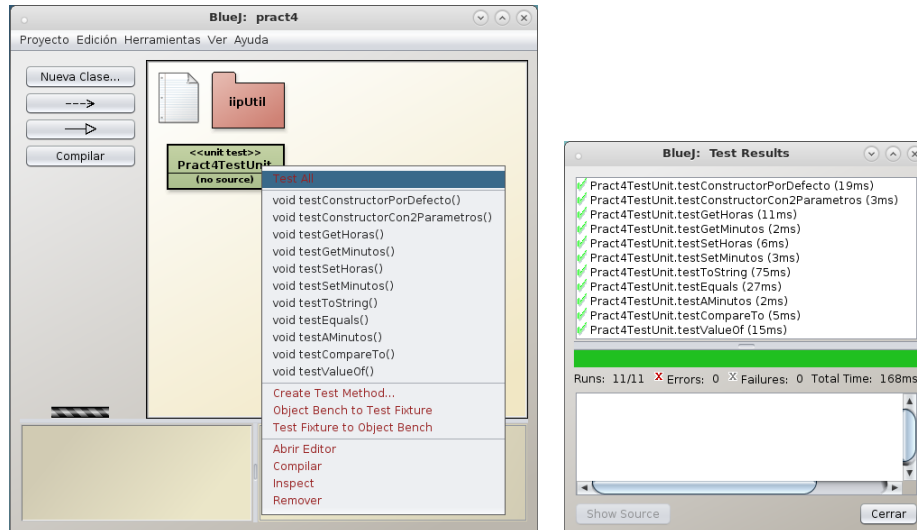 BlueJ: pract4
Proyecto Edición Herramientas Ver Ayuda
Nueva Clase...
Compilar
iipUtil
<<unit test>>
Pract4TestUnit
(no source)
Test All
void testConstructorPorDefecto()
void testConstructorCon2Parametros()
void testGetHoras()
void testGetMinutos()
void testSetHoras()
void testSetMinutos()
void testToString()
void testEquals()
void testAMinutos()
void testCompareTo()
void testValueOf()
Create Test Method...
Object Bench to Test Fixture
Test Fixture to Object Bench
Abrir Editor
Compilar
Inspect
Remover
BlueJ: Test Results
Pract4TestUnit.testConstructorPorDefecto (19ms)
Pract4TestUnit.testConstructorCon2Parametros (3ms)
Pract4TestUnit.testGetHoras (11ms)
Pract4TestUnit.testGetMinutos (2ms)
Pract4TestUnit.testSetHoras (6ms)
Pract4TestUnit.testSetMinutos (3ms)
Pract4TestUnit.testToString (75ms)
Pract4TestUnit.testEquals (27ms)
Pract4TestUnit.testAMinutos (2ms)
Pract4TestUnit.testCompareTo (5ms)
Pract4TestUnit.testValueOf (15ms)
Runs: 11/11 X Errors: 0 X Failures: 0 Total Time: 168ms
Show Source
Cerrar